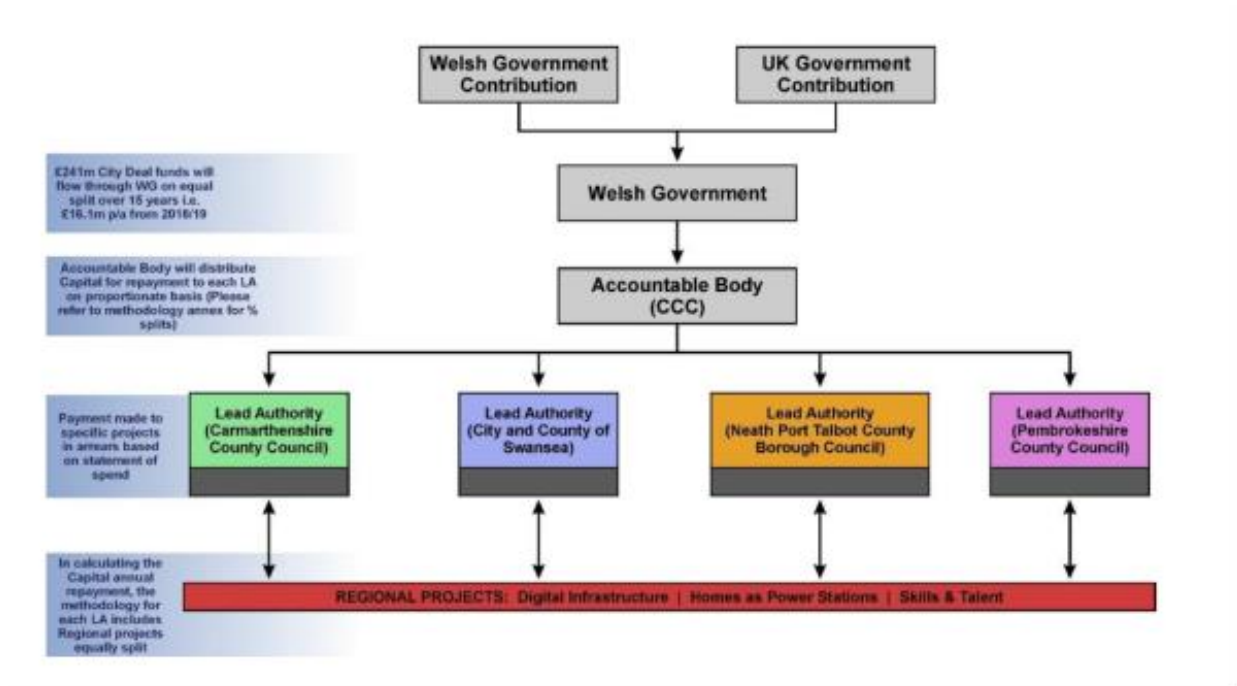 Welsh Government
Contribution
UK Government
Contribution
£241m City Deal funds will
flow through WG on equal
split over 15 years i.e.
£16.1m p/a from 2018/19
Welsh Government
Accountable Body will distribute
Capital for repayment to each LA
on proportionate basis (Please
refer to methodology annex for %
splits)
Accountable Body
(CCC)
Payment made to
specific projects
in arrears based
on statement of
spend
Lead Authority
(Carmarthenshire
County Council)
Lead Authority
(City and County of
Swansea)
Lead Authority
(Neath Port Talbot County
Borough Council)
Lead Authority
(Pembrokeshire
County Council)
In calculating the
Capital annual
repayment, the
methodology for
each LA includes
Regional projects
equally split
REGIONAL PROJECTS: Digital Infrastructure | Homes as Power Stations | Skills & Talent